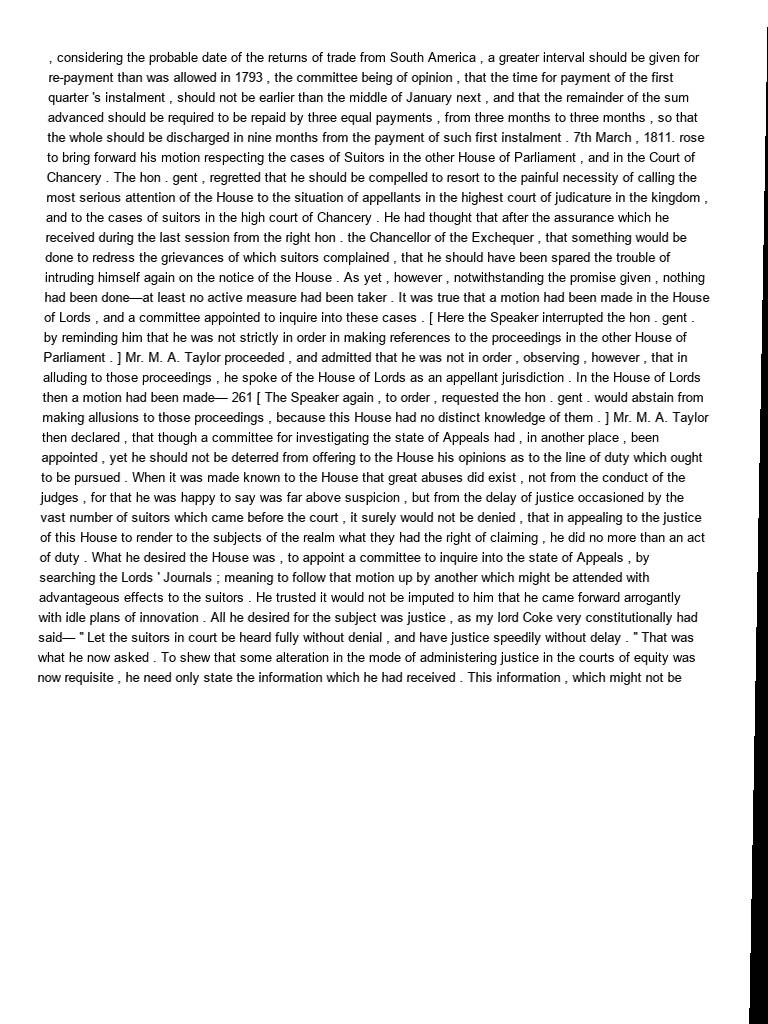 , considering the probable date of the returns of trade from South America , a greater interval should be given for
re-payment than was allowed in 1793 , the committee being of opinion , that the time for payment of the first
quarter 's instalment , should not be earlier than the middle of January next , and that the remainder of the sum
advanced should be required to be repaid by three equal payments , from three months to three months , so that
the whole should be discharged in nine months from the payment of such first instalment . 7th March , 1811. rose
to bring forward his motion respecting the cases of Suitors in the other House of Parliament , and in the Court of
Chancery . The hon . gent , regretted that he should be compelled to resort to the painful necessity of calling the
most serious attention of the House to the situation of appellants in the highest court of judicature in the kingdom ,
and to the cases of suitors in the high court of Chancery . He had thought that after the assurance which he
received during the last session from the right hon . the Chancellor of the Exchequer , that something would be
done to redress the grievances of which suitors complained , that he should have been spared the trouble of
intruding himself again on the notice of the House . As yet , however , notwithstanding the promise given , nothing
had been done—at least no active measure had been taker . It was true that a motion had been made in the House
of Lords , and a committee appointed to inquire into these cases . [ Here the Speaker interrupted the hon . gent .
by reminding him that he was not strictly in order in making references to the proceedings in the other House of
Parliament . ] Mr. M. A. Taylor proceeded , and admitted that he was not in order , observing , however , that in
alluding to those proceedings , he spoke of the House of Lords as an appellant jurisdiction . In the House of Lords
then a motion had been made— 261 [ The Speaker again , to order , requested the hon . gent . would abstain from
making allusions to those proceedings , because this House had no distinct knowledge of them . ] Mr. M. A. Taylor
then declared , that though a committee for investigating the state of Appeals had , in another place , been
appointed , yet he should not be deterred from offering to the House his opinions as to the line of duty which ought
to be pursued . When it was made known to the House that great abuses did exist , not from the conduct of the
judges , for that he was happy to say was far above suspicion , but from the delay of justice occasioned by the
vast number of suitors which came before the court , it surely would not be denied , that in appealing to the justice
of this House to render to the subjects of the realm what they had the right of claiming , he did no more than an act
of duty . What he desired the House was , to appoint a committee to inquire into the state of Appeals , by
searching the Lords ' Journals ; meaning to follow that motion up by another which might be attended with
advantageous effects to the suitors . He trusted it would not be imputed to him that he came forward arrogantly
with idle plans of innovation . All he desired for the subject was justice , as my lord Coke very constitutionally had
said— " Let the suitors in court be heard fully without denial , and have justice speedily without delay . " That was
what he now asked . To shew that some alteration in the mode of administering justice in the courts of equity was
now requisite , he need only state the information which he had received . This information , which might not be